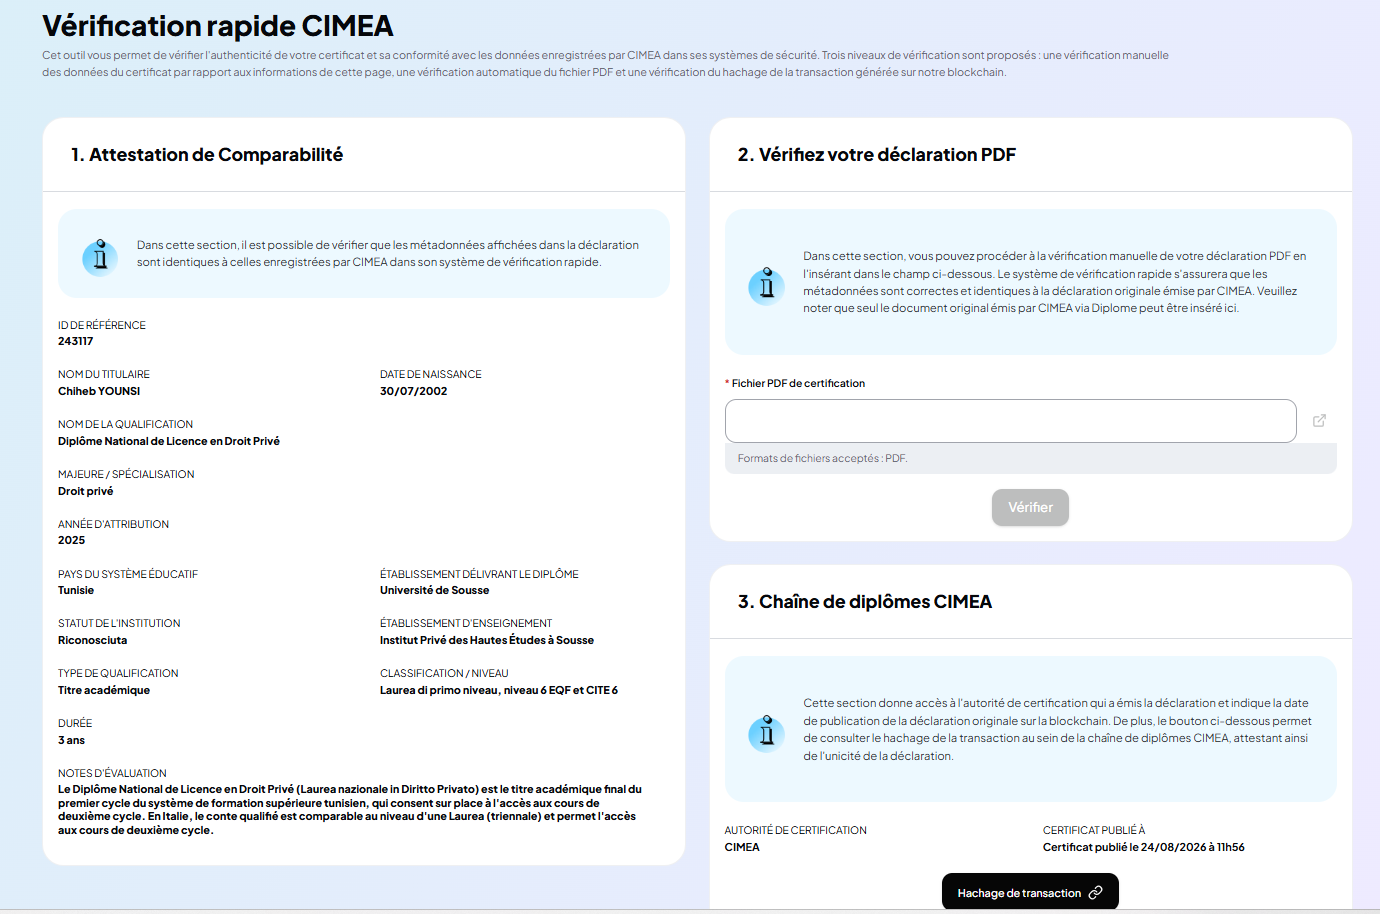 Vérification rapide CIMEA
Cet outil vous permet de vérifier l'authenticité de votre certificat et sa conformité avec les données enregistrées par CIMEA dans ses systèmes de sécurité. Trois niveaux de vérification sont proposés : une vérification manuelle
des données du certificat par rapport aux informations de cette page, une vérification automatique du fichier PDF et une vérification du hachage de la transaction générée sur notre blockchain.
1. Attestation de Comparabilité
Dans cette section, il est possible de vérifier que les métadonnées affichées dans la déclaration
sont identiques à celles enregistrées par CIMEA dans son système de vérification rapide.
ID DE RÉFÉRENCE
243117
NOM DU TITULAIRE
Chiheb YOUNSI
DATE DE NAISSANCE
30/07/2002
NOM DE LA QUALIFICATION
Diplôme National de Licence en Droit Privé
MAJEURE / SPÉCIALISATION
Droit privé
ANNÉE D'ATTRIBUTION
2025
PAYS DU SYSTÈME ÉDUCATIF
Tunisie
ÉTABLISSEMENT DÉLIVRANT LE DIPLÔME
Université de Sousse
STATUT DE L'INSTITUTION
Riconosciuta
ÉTABLISSEMENT D'ENSEIGNEMENT
Institut Privé des Hautes Études à Sousse
TYPE DE QUALIFICATION
Titre académique
CLASSIFICATION / NIVEAU
Laurea di primo niveau, niveau 6 EQF et CITE 6
DURÉE
3 ans
NOTES D'ÉVALUATION
Le Diplôme National de Licence en Droit Privé (Laurea nazionale in Diritto Privato) est le titre académique final du
premier cycle du système de formation supérieure tunisien, qui consent sur place à l'accès aux cours de
deuxième cycle. En Italie, le conte qualifié est comparable au niveau d'une Laurea (triennale) et permet l'accès
aux cours de deuxième cycle.
2. Vérifiez votre déclaration PDF
Dans cette section, vous pouvez procéder à la vérification manuelle de votre déclaration PDF en
l'insérant dans le champ ci-dessous. Le système de vérification rapide s'assurera que les
métadonnées sont correctes et identiques à la déclaration originale émise par CIMEA. Veuillez
noter que seul le document original émis par CIMEA via Diplome peut être inséré ici.
* Fichier PDF de certification
Formats de fichiers acceptés : PDF.
Vérifier
3. Chaîne de diplômes CIMEA
Cette section donne accès à l'autorité de certification qui a émis la déclaration et indique la date
de publication de la déclaration originale sur la blockchain. De plus, le bouton ci-dessous permet
de consulter le hachage de la transaction au sein de la chaîne de diplômes CIMEA, attestant ainsi
de l'unicité de la déclaration.
AUTORITÉ DE CERTIFICATION
CIMEA
CERTIFICAT PUBLIÉ À
Certificat publié le 24/08/2026 à 11h56
Hachage de transaction